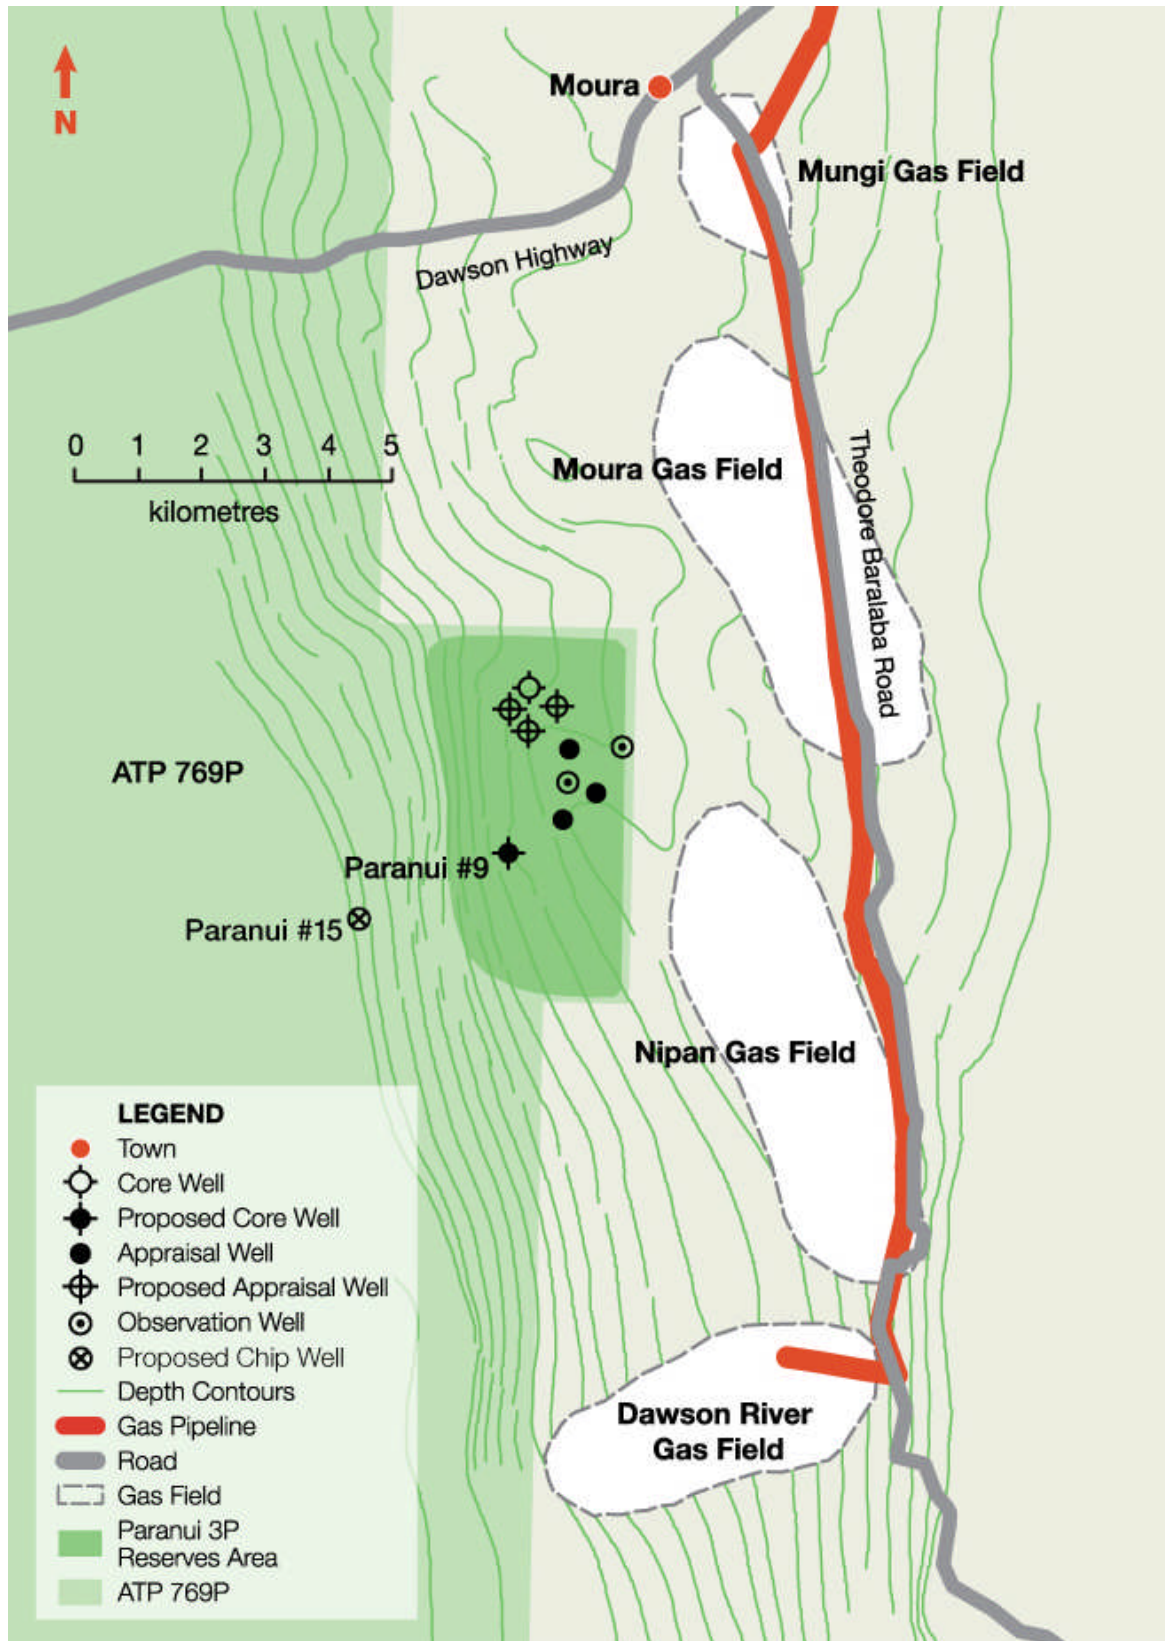 Moura
N
Mungi Gas Field
Dawson Highway
0 1 2 3 4 5
kilometres
Moura Gas Field
Theodore Baralaba Road
ATP 769P
Paranui #9
Paranui #15
Nipan Gas Field
LEGEND
Town
Core Well
Proposed Core Well
Appraisal Well
Proposed Appraisal Well
Observation Well
Proposed Chip Well
Depth Contours
Gas Pipeline
Road
Gas Field
Paranui 3P
Reserves Area
ATP 769P
Dawson River
Gas Field